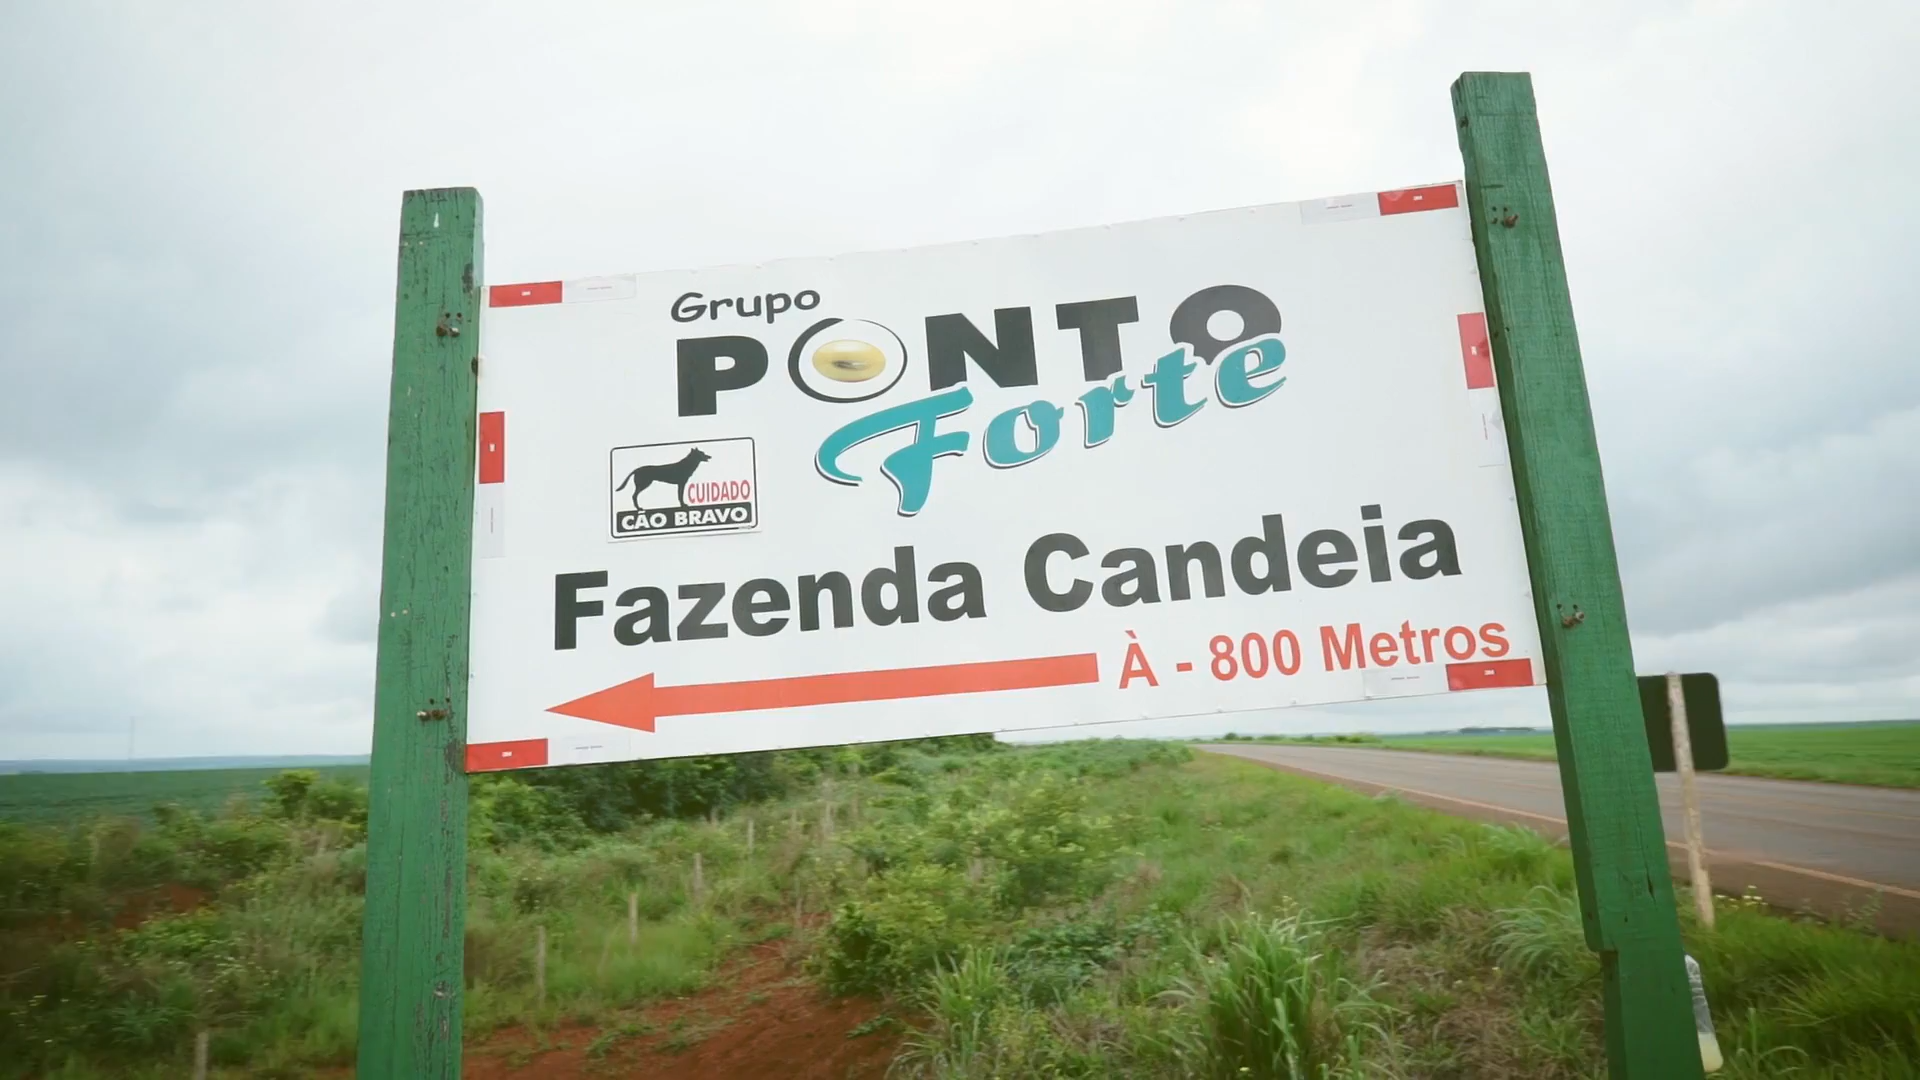 Grupo
PONTO
Forte
CUIDADO
CÃO BRAVO
Fazenda Candeia
À - 800 Metros